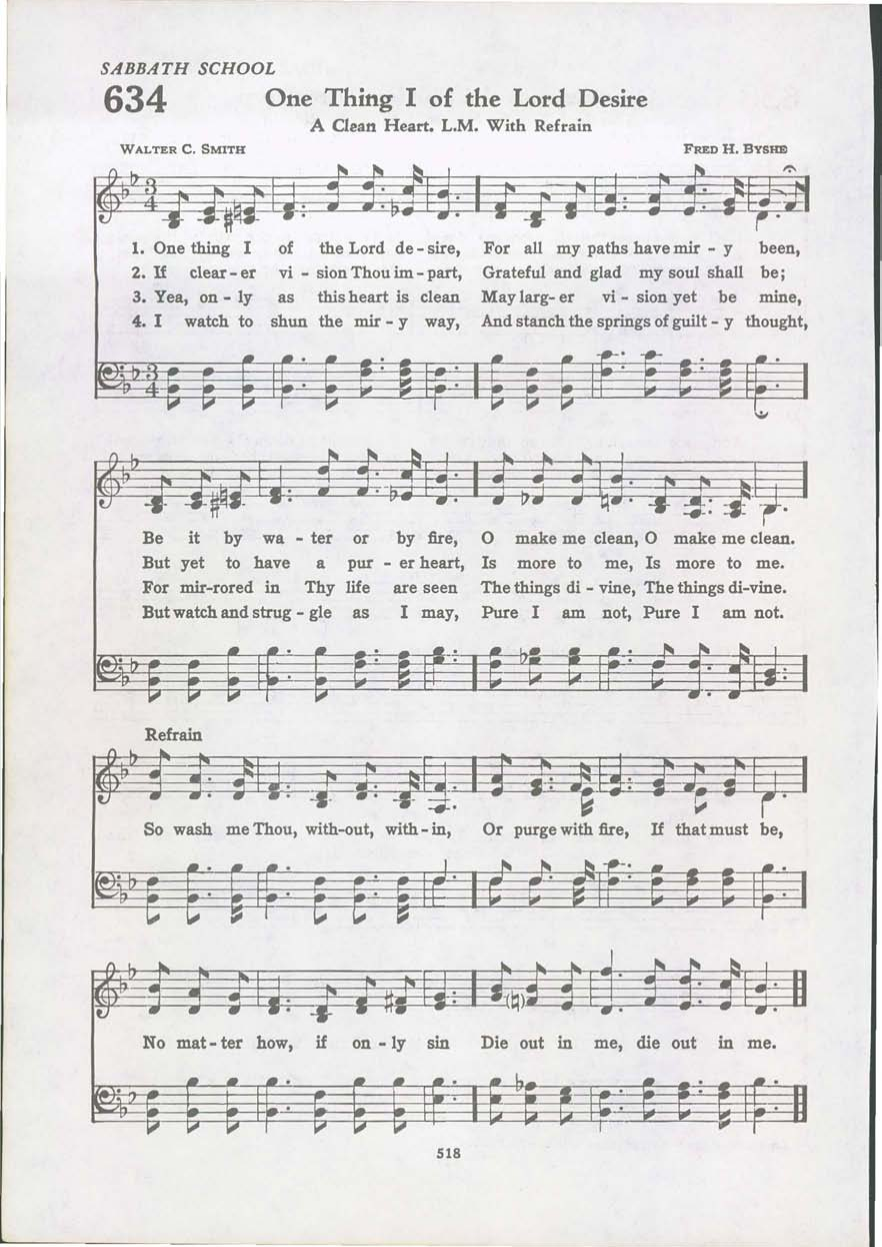 SABBATH SCHOOL
634 One Thing I of the Lord Desire
A Clean Heart. L.M. With Refrain
WALTER C. SMITH FRED H. BYSHE
1. One thing I of the Lord de - sire, For all my paths have mir - y been,
2. If clear - er vi - sion Thou im - part, Grateful and glad my soul shall be;
3. Yea, on - ly as this heart is clean May larg - er vi - sion yet be mine,
4. I watch to shun the mir - y way, And stanch the springs of guilt - y thought,
Be it by wa - ter or by fire, O make me clean, O make me clean.
But yet to have a pur - er heart, Is more to me, Is more to me.
For mir-rored in Thy life are seen The things di - vine, The things di-vine.
But watch and strug - gle as I may, Pure I am not, Pure I am not.
Refrain
So wash me Thou, with-out, with - in, Or purge with fire, If that must be,
No mat - ter how, if on - ly sin Die out in me, die out in me.
518